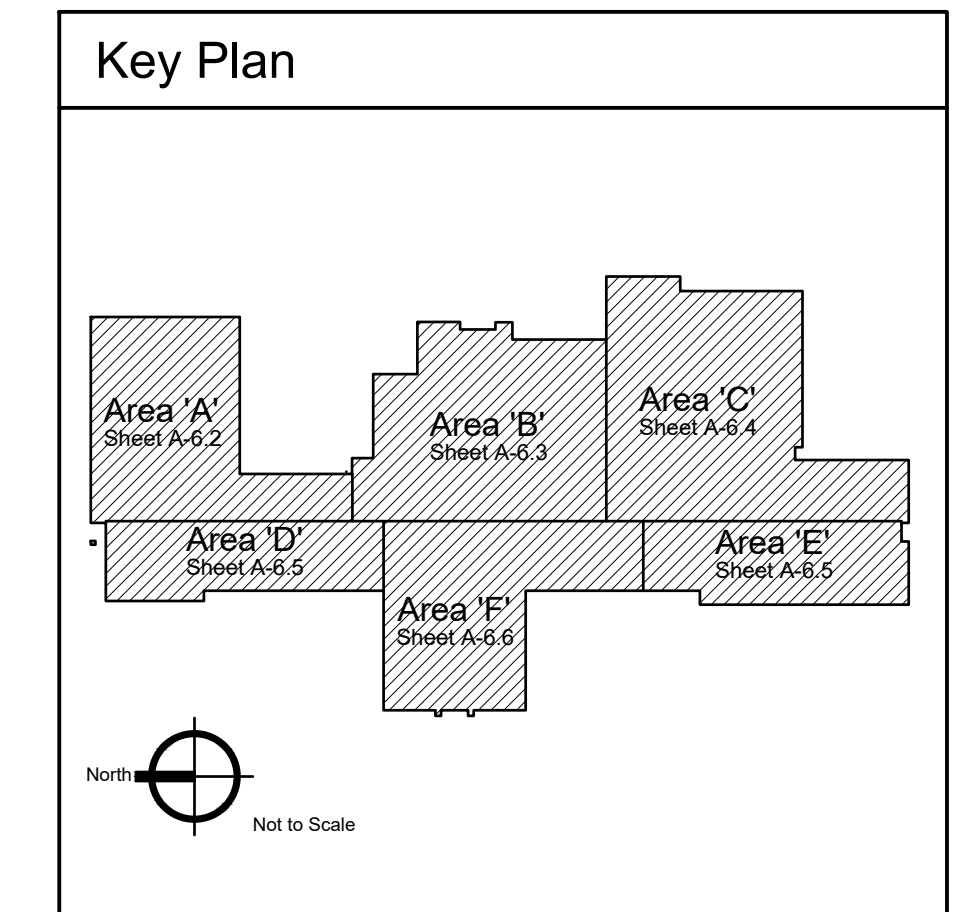 Key Plan
Area 'A'
Sheet A-6.2
Area 'B'
Sheet A-6.3
Area 'C'
Sheet A-6.4
Area 'D'
Sheet A-6.5
Area 'E'
Sheet A-6.5
Area 'F'
Sheet A-6.6
North
Not to Scale